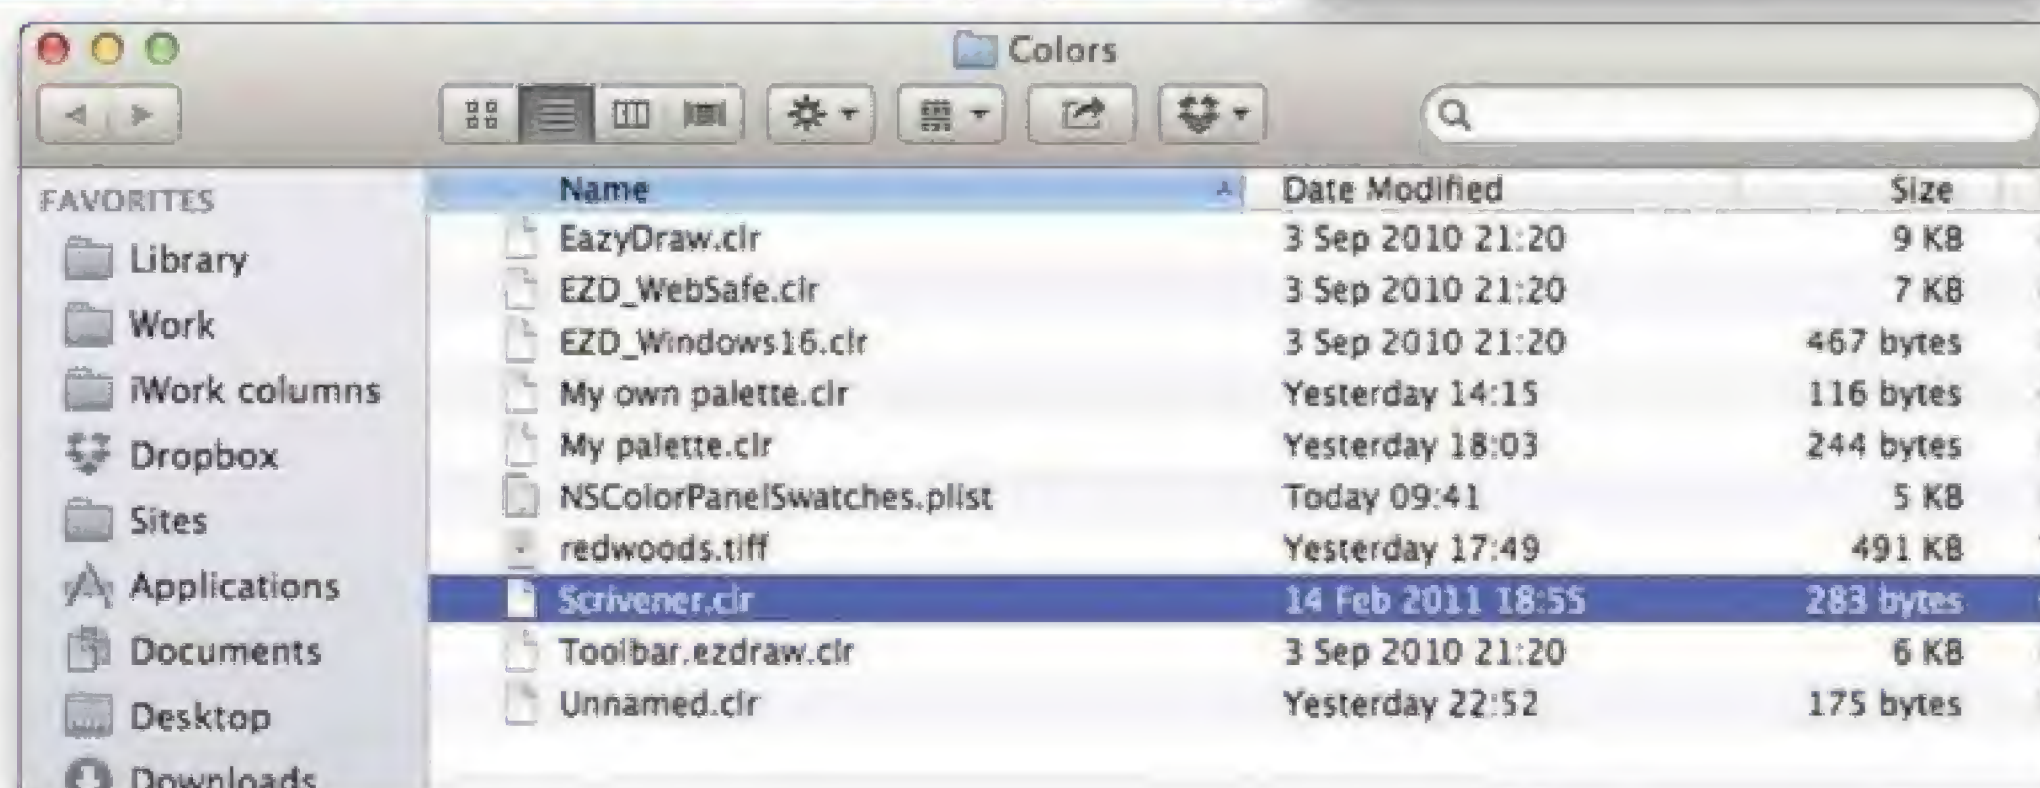 Colors
FAVORITES
Library
Work
iWork columns
Dropbox
Sites
Applications
Documents
Desktop
Downloads
Name Date Modified Size
EazyDraw.clr 3 Sep 2010 21:20 9 KB
EZD_WebSafe.clr 3 Sep 2010 21:20 7 KB
EZD_Windows16.clr 3 Sep 2010 21:20 467 bytes
My own palette.clr Yesterday 14:15 116 bytes
My palette.clr Yesterday 18:03 244 bytes
NSColorPanelSwatches.plist Today 09:41 5 KB
redwoods.tiff Yesterday 17:49 491 KB
Scrivener.clr 14 Feb 2011 18:55 283 bytes
Toolbar.ezdraw.clr 3 Sep 2010 21:20 6 KB
Unnamed.clr Yesterday 22:52 175 bytes